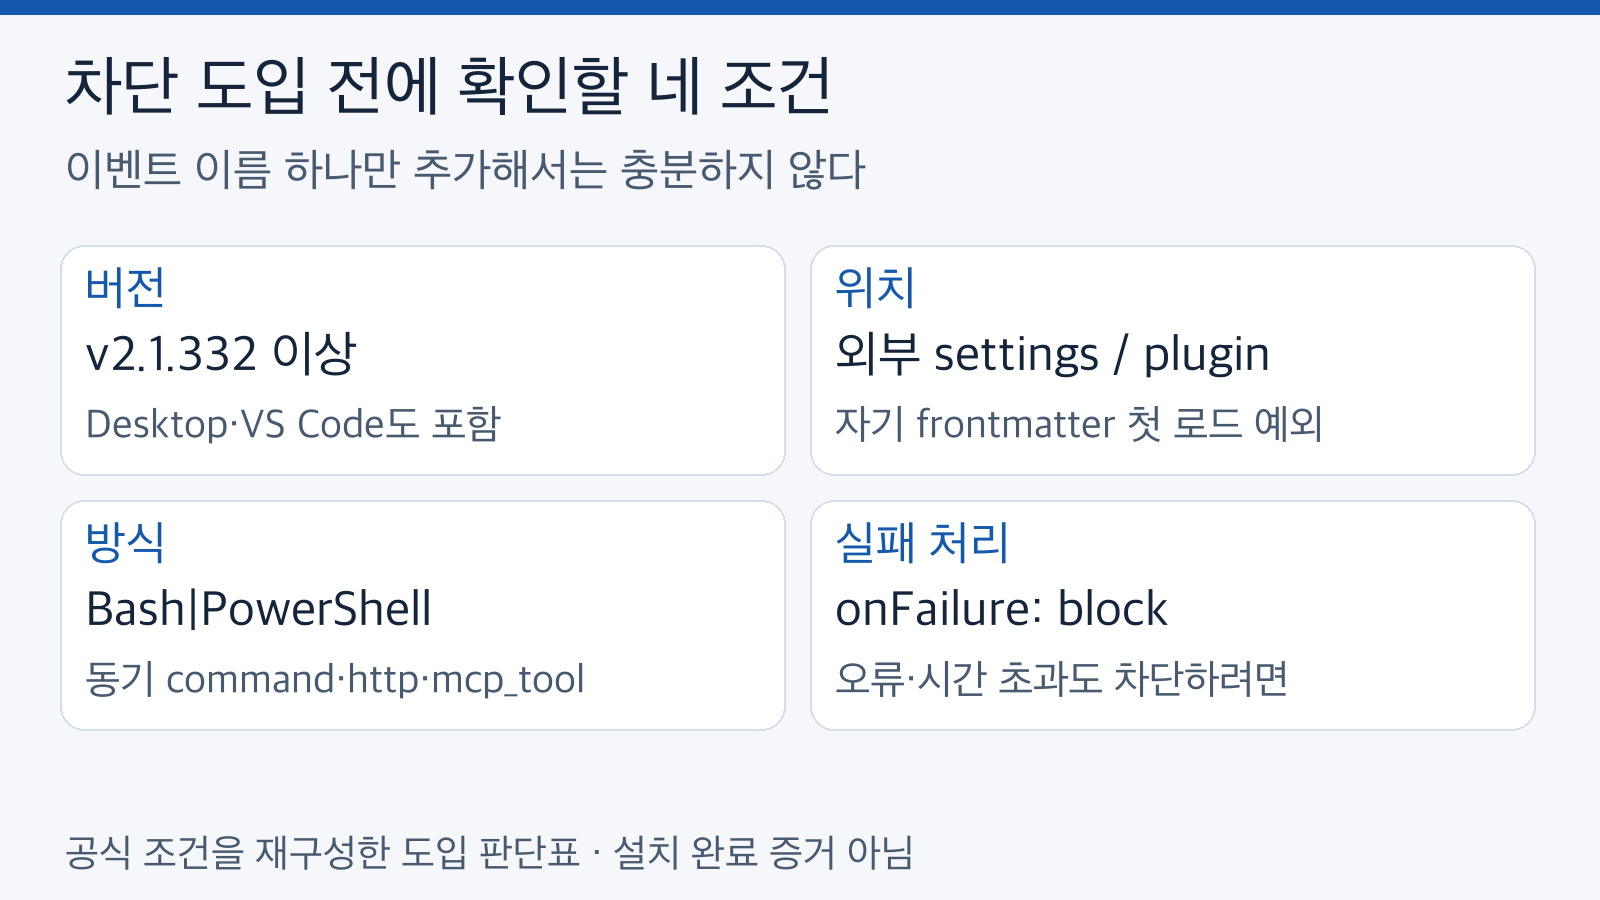 차단 도입 전에 확인할 네 조건
이벤트 이름 하나만 추가해서는 충분하지 않다
버전
v2.1.332 이상
Desktop·VS Code도 포함
위치
외부 settings / plugin
자기 frontmatter 첫 로드 예외
방식
Bash|PowerShell
동기 command·http·mcp_tool
실패 처리
onFailure: block
오류·시간 초과도 차단하려면
공식 조건을 재구성한 도입 판단표 · 설치 완료 증거 아님